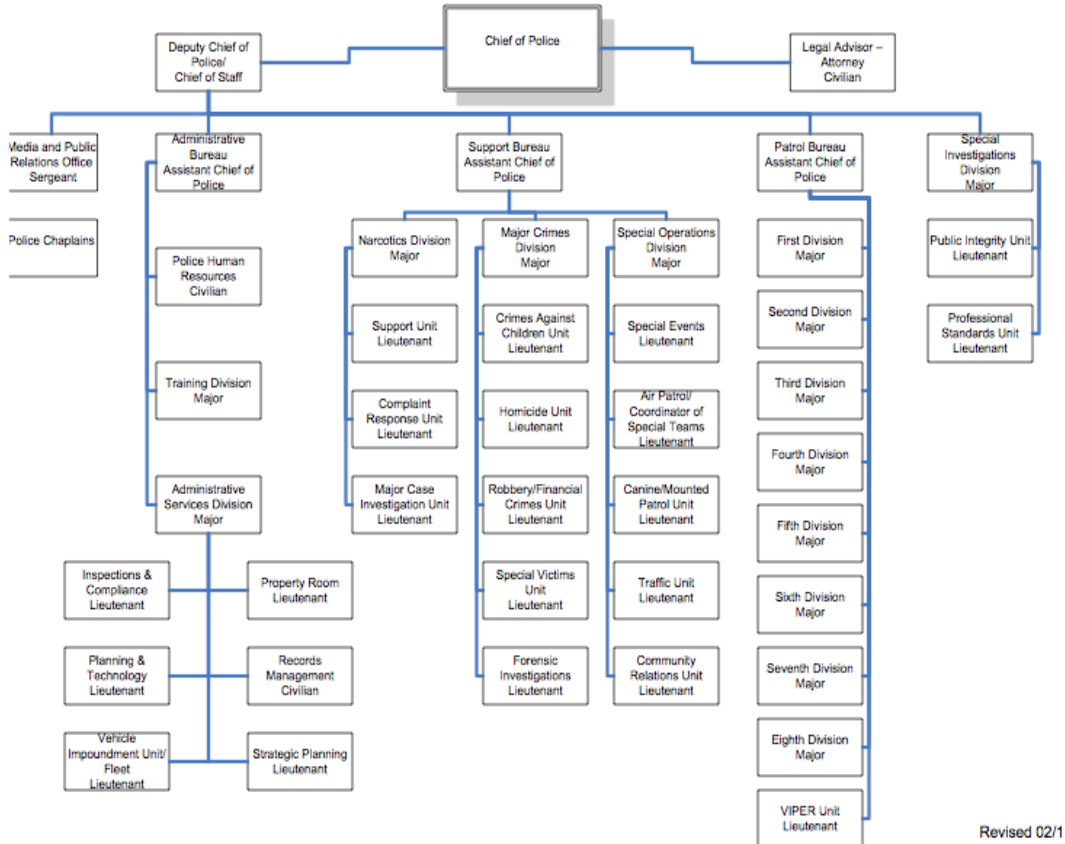 Chief of Police
Deputy Chief of
Police/
Chief of Staff
Legal Advisor –
Attorney
Civilian
Media and Public
Relations Office
Sergeant
Administrative
Bureau
Assistant Chief of
Police
Support Bureau
Assistant Chief of
Police
Patrol Bureau
Assistant Chief of
Police
Special
Investigations
Division
Major
Police Chaplains
Police Human
Resources
Civilian
Training Division
Major
Administrative
Services Division
Major
Inspections &
Compliance
Lieutenant
Property Room
Lieutenant
Planning &
Technology
Lieutenant
Records
Management
Civilian
Vehicle
Impoundment Unit/
Fleet
Lieutenant
Strategic Planning
Lieutenant
Narcotics Division
Major
Support Unit
Lieutenant
Complaint
Response Unit
Lieutenant
Major Case
Investigation Unit
Lieutenant
Major Crimes
Division
Major
Crimes Against
Children Unit
Lieutenant
Homicide Unit
Lieutenant
Robbery/Financial
Crimes Unit
Lieutenant
Special Victims
Unit
Lieutenant
Forensic
Investigations
Lieutenant
Special Operations
Division
Major
Special Events
Lieutenant
Air Patrol/
Coordinator of
Special Teams
Lieutenant
Canine/Mounted
Patrol Unit
Lieutenant
Traffic Unit
Lieutenant
Community
Relations Unit
Lieutenant
First Division
Major
Second Division
Major
Third Division
Major
Fourth Division
Major
Fifth Division
Major
Sixth Division
Major
Seventh Division
Major
Eighth Division
Major
VIPER Unit
Lieutenant
Public Integrity Unit
Lieutenant
Professional
Standards Unit
Lieutenant
Revised 02/1